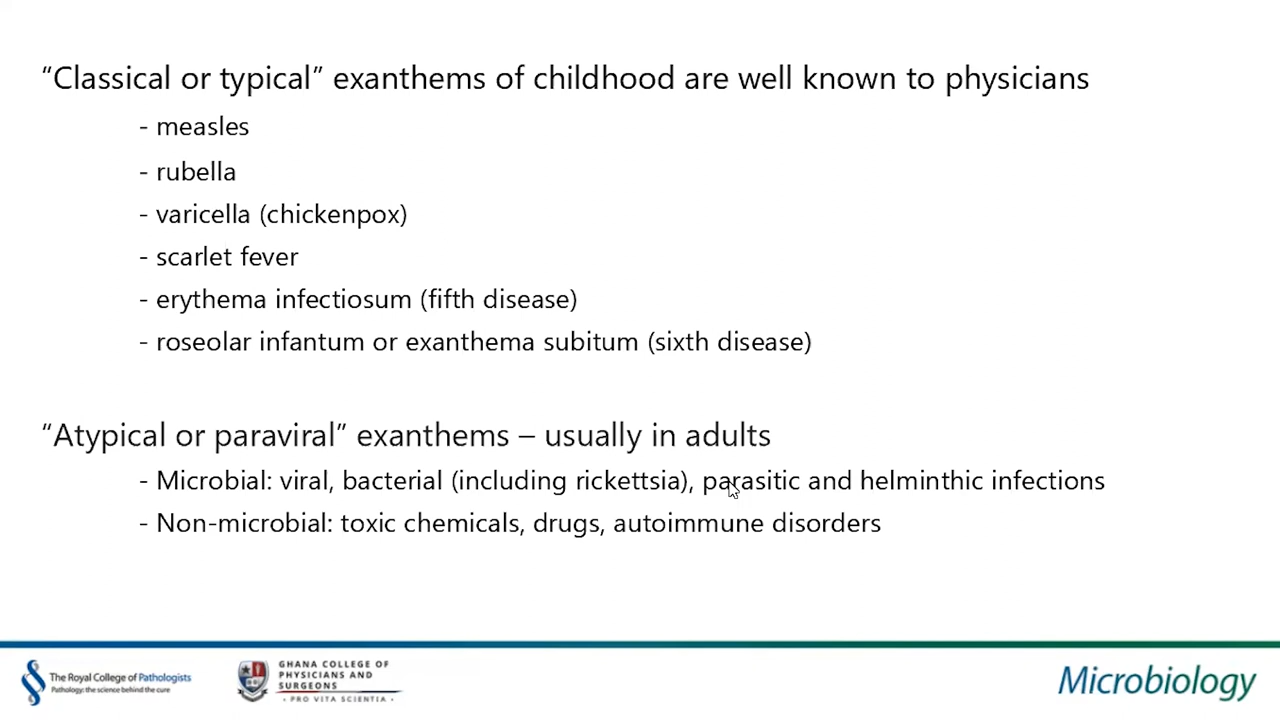 “Classical or typical” exanthems of childhood are well known to physicians
- measles
- rubella
- varicella (chickenpox)
- scarlet fever
- erythema infectiosum (fifth disease)
- roseolar infantum or exanthema subitum (sixth disease)
“Atypical or paraviral” exanthems – usually in adults
- Microbial: viral, bacterial (including rickettsia), parasitic and helminthic infections
- Non-microbial: toxic chemicals, drugs, autoimmune disorders
The Royal College of Pathologists
Pathology: the science behind the cure
GHANA COLLEGE OF
PHYSICIANS AND
SURGEONS
• PRO VITA SCIENTIA •
Microbiology